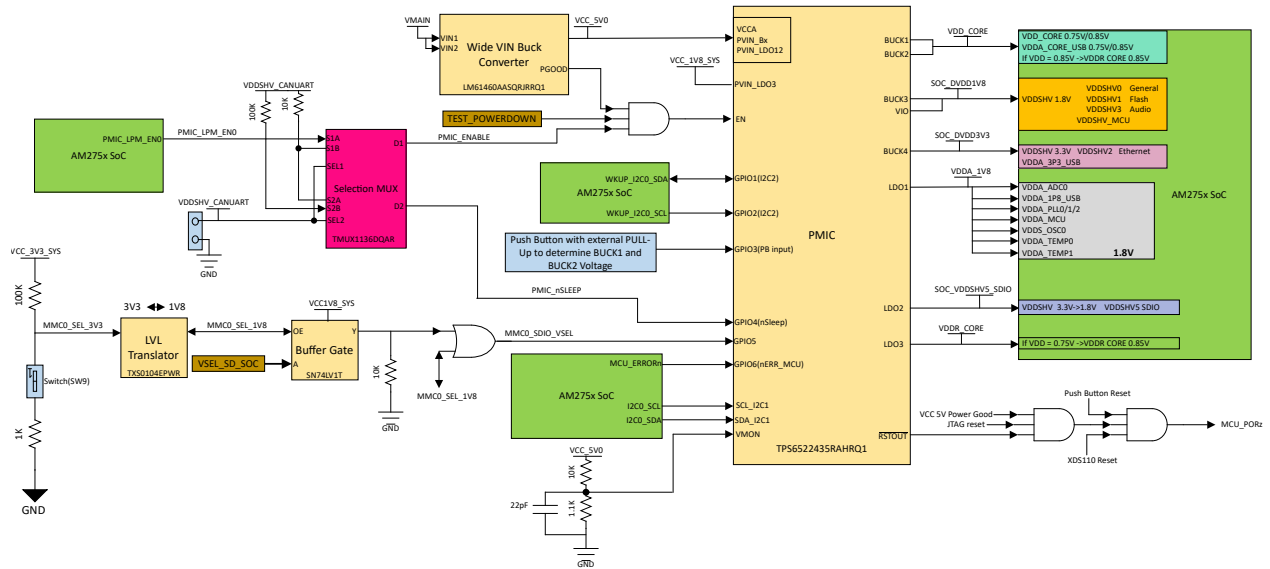 VMAIN
VIN1
VIN2
Wide VIN Buck
Converter
PGOOD
LM61460AASQRJRRQ1
VCC_5V0
VCC_1V8_SYS
VCCA
PVIN_Bx
PVIN_LDO12
PVIN_LDO3
EN
TEST_POWERDOWN
PMIC_ENABLE
VDDSHV_CANUART
100K
10K
PMIC_LPM_EN0
AM275x SoC
PMIC_LPM_EN0
S1A
S1B
SEL1
S2A
S2B
SEL2
D1
D2
Selection MUX
TMUX1136DQAR
VDDSHV_CANUART
GND
WKUP_I2C0_SDA
AM275x SoC
WKUP_I2C0_SCL
GPIO1(I2C2)
GPIO2(I2C2)
Push Button with external PULL-
Up to determine BUCK1 and
BUCK2 Voltage
GPIO3(PB input)
PMIC
PMIC_nSLEEP
GPIO4(nSleep)
VCC_3V3_SYS
100K
MMC0_SEL_3V3
Switch(SW9)
1K
GND
3V3
1V8
LVL
Translator
TXS0104EPWR
MMC0_SEL_1V8
VSEL_SD_SOC
VCC1V8_SYS
OE
Y
Buffer Gate
A
SN74LV1T
10K
GND
MMC0_SEL_1V8
MMC0_SDIO_VSEL
GPIO5
MCU_ERRORn
AM275x SoC
I2C0_SCL
I2C0_SDA
GPIO6(nERR_MCU)
SCL_I2C1
SDA_I2C1
VMON
VCC_5V0
10K
22pF
1.1K
GND
TPS6522435RAHRQ1
BUCK1
BUCK2
VDD_CORE
VDD_CORE 0.75V/0.85V
VDDA_CORE_USB 0.75V/0.85V
If VDD = 0.85V ->VDDR CORE 0.85V
BUCK3
VIO
SOC_DVDD1V8
VDDSHV 1.8V
VDDSHV0 General
VDDSHV1 Flash
VDDSHV3 Audio
VDDSHV_MCU
BUCK4
SOC_DVDD3V3
VDDSHV 3.3V VDDSHV2 Ethernet
VDDA_3P3_USB
LDO1
VDDA_1V8
VDDA_ADC0
VDDA_1P8_USB
VDDA_PLL0/1/2
VDDA_MCU
VDDS_OSC0
VDDA_TEMP0
VDDA_TEMP1
1.8V
AM275x SoC
LDO2
SOC_VDDSHV5_SDIO
VDDSHV 3.3V->1.8V VDDSHV5 SDIO
LDO3
VDDR_CORE
If VDD = 0.75V ->VDDR CORE 0.85V
RSTOUT
VCC 5V Power Good
JTAG reset
Push Button Reset
XDS110 Reset
MCU_PORz